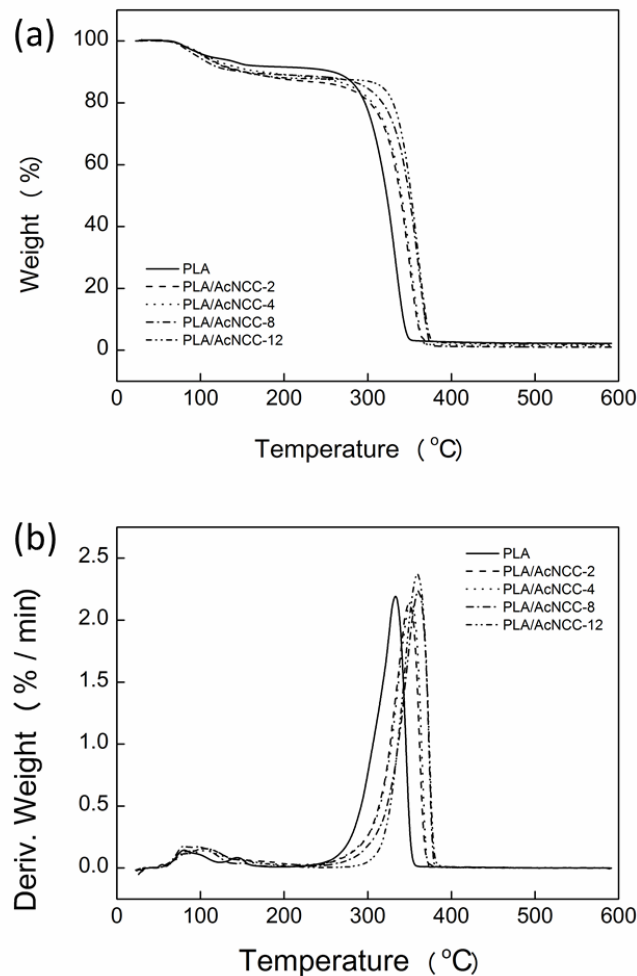 (a)
100
80
60
40
20
0
Weight (%)
PLA
PLA/AcNCC-2
PLA/AcNCC-4
PLA/AcNCC-8
PLA/AcNCC-12
0 100 200 300 400 500 600
Temperature (°C)
(b)
2.5
2.0
1.5
1.0
0.5
0.0
Deriv. Weight (% / min)
PLA
PLA/AcNCC-2
PLA/AcNCC-4
PLA/AcNCC-8
PLA/AcNCC-12
0 100 200 300 400 500 600
Temperature (°C)